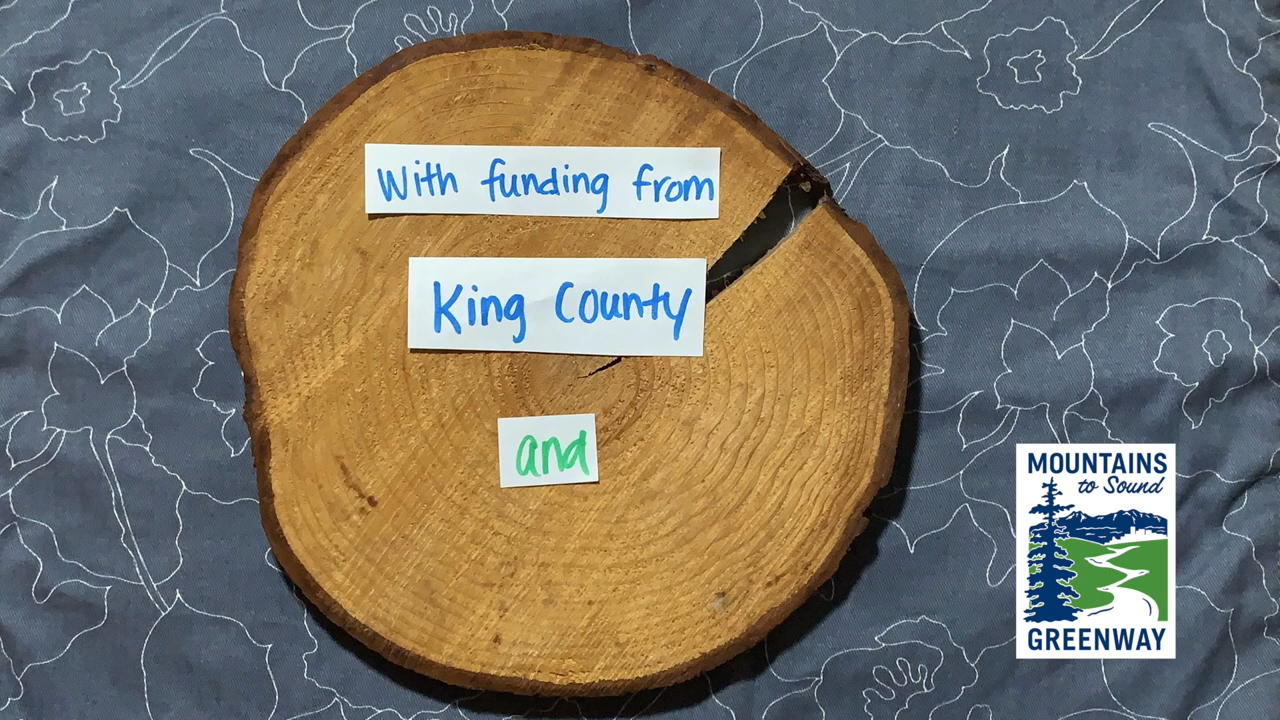 With funding from
King County
and
MOUNTAINS
to Sound
GREENWAY